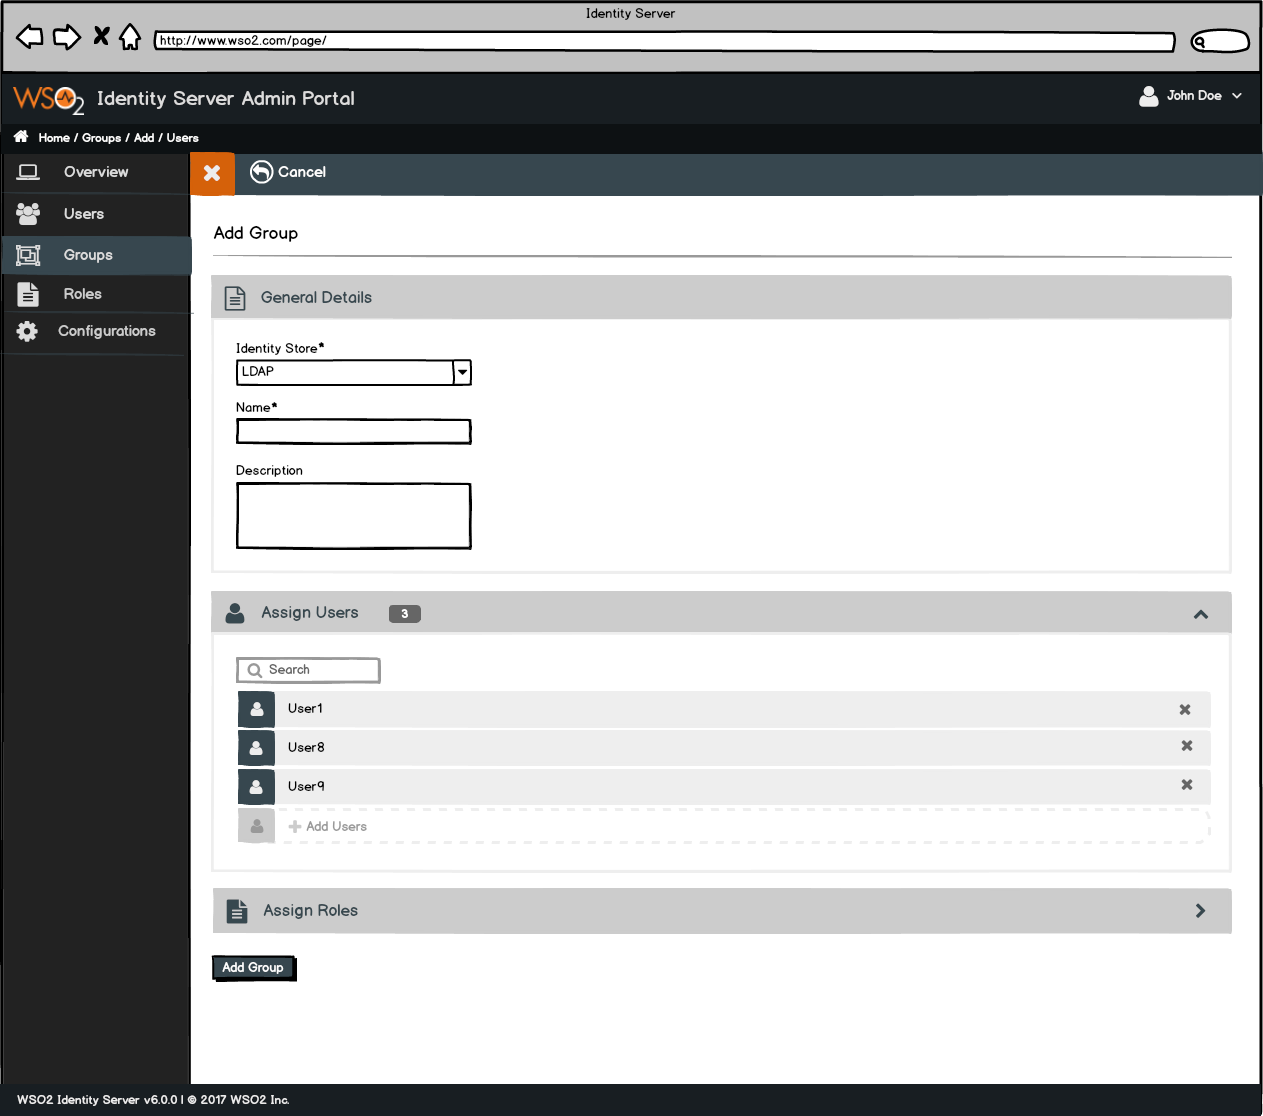 Identity Server
http://www.wso2.com/page/
WSO2 Identity Server Admin Portal
John Doe
Home / Groups / Add / Users
Overview
Users
Groups
Roles
Configurations
Cancel
Add Group
General Details
Identity Store*
LDAP
Name*
Description
Assign Users 3
Search
User1
User8
User9
Add Users
Assign Roles
Add Group
WSO2 Identity Server v6.0.0 | © 2017 WSO2 Inc.